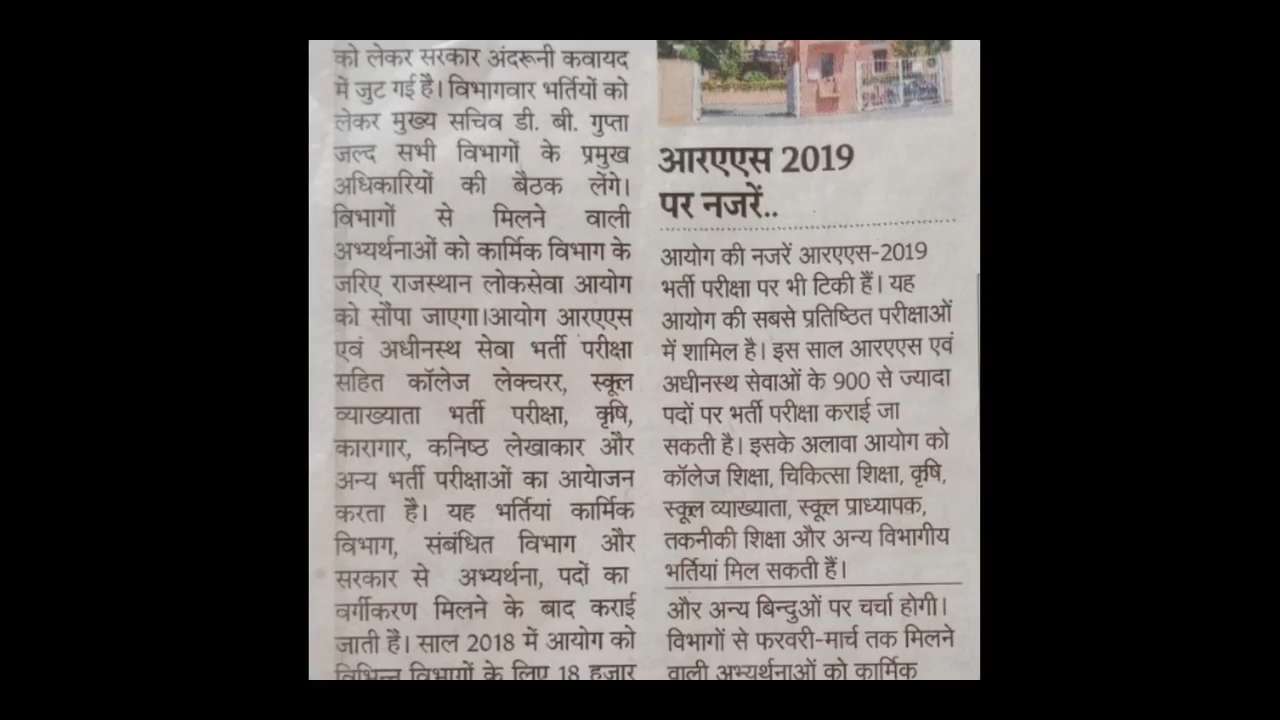 को लेकर सरकार अंदरूनी कवायद
में जुट गई है। विभागवार भर्तियों को
लेकर मुख्य सचिव डी. बी. गुप्ता
जल्द सभी विभागों के प्रमुख
अधिकारियों की बैठक लेंगे।
विभागों से मिलने वाली
अभ्यर्थनाओं को कार्मिक विभाग के
जरिए राजस्थान लोकसेवा आयोग
को सौंपा जाएगा।आयोग आरएएस
एवं अधीनस्थ सेवा भर्ती परीक्षा
सहित कॉलेज लेक्चरर, स्कूल
व्याख्याता भर्ती परीक्षा, कृषि,
कारागार, कनिष्ठ लेखाकार और
अन्य भर्ती परीक्षाओं का आयेाजन
करता है। यह भर्तियां कार्मिक
विभाग, संबंधित विभाग और
सरकार से अभ्यर्थना, पदों का
वर्गीकरण मिलने के बाद कराई
जाती है। साल 2018 में आयोग को
विभिन्न विभागों के लिए 18 हजार
आरएएस 2019
पर नजरें..
आयोग की नजरें आरएएस-2019
भर्ती परीक्षा पर भी टिकी हैं। यह
आयोग की सबसे प्रतिष्ठित परीक्षाओं
में शामिल है। इस साल आरएएस एवं
अधीनस्थ सेवाओं के 900 से ज्यादा
पदों पर भर्ती परीक्षा कराई जा
सकती है। इसके अलावा आयोग को
कॉलेज शिक्षा, चिकित्सा शिक्षा, कृषि,
स्कूल व्याख्याता, स्कूल प्राध्यापक,
तकनीकी शिक्षा और अन्य विभागीय
भर्तियां मिल सकती हैं।
और अन्य बिन्दुओं पर चर्चा होगी।
विभागों से फरवरी-मार्च तक मिलने
वाली अभ्यर्थनाओं को कार्मिक